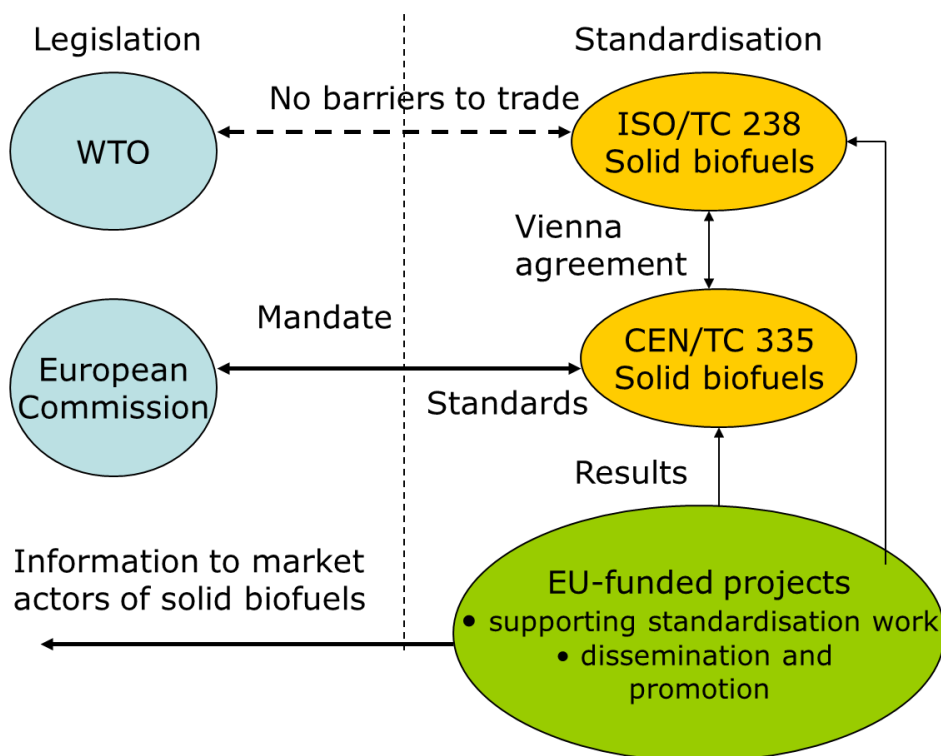 Legislation
Standardisation
No barriers to trade
WTO
ISO/TC 238
Solid biofuels
Vienna
agreement
Mandate
European
Commission
CEN/TC 335
Solid biofuels
Standards
Results
Information to market
actors of solid biofuels
EU-funded projects
• supporting standardisation work
• dissemination and
promotion